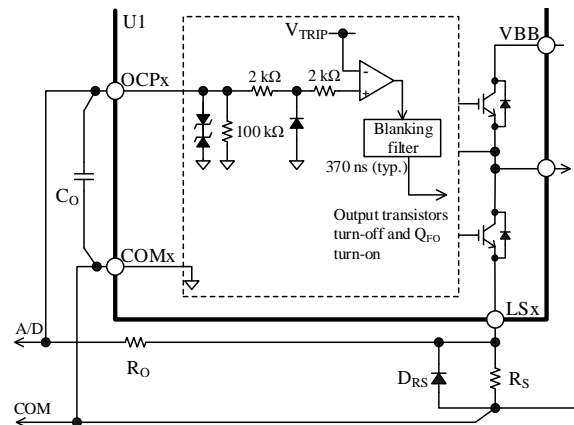 U1
VBB
V_TRIP
OCPx
2 kΩ
2 kΩ
-
+
100 kΩ
Blanking
filter
370 ns (typ.)
C_O
Output transistors
turn-off and Q_FO
turn-on
COMx
LSx
A/D
R_O
D_RS
R_S
COM